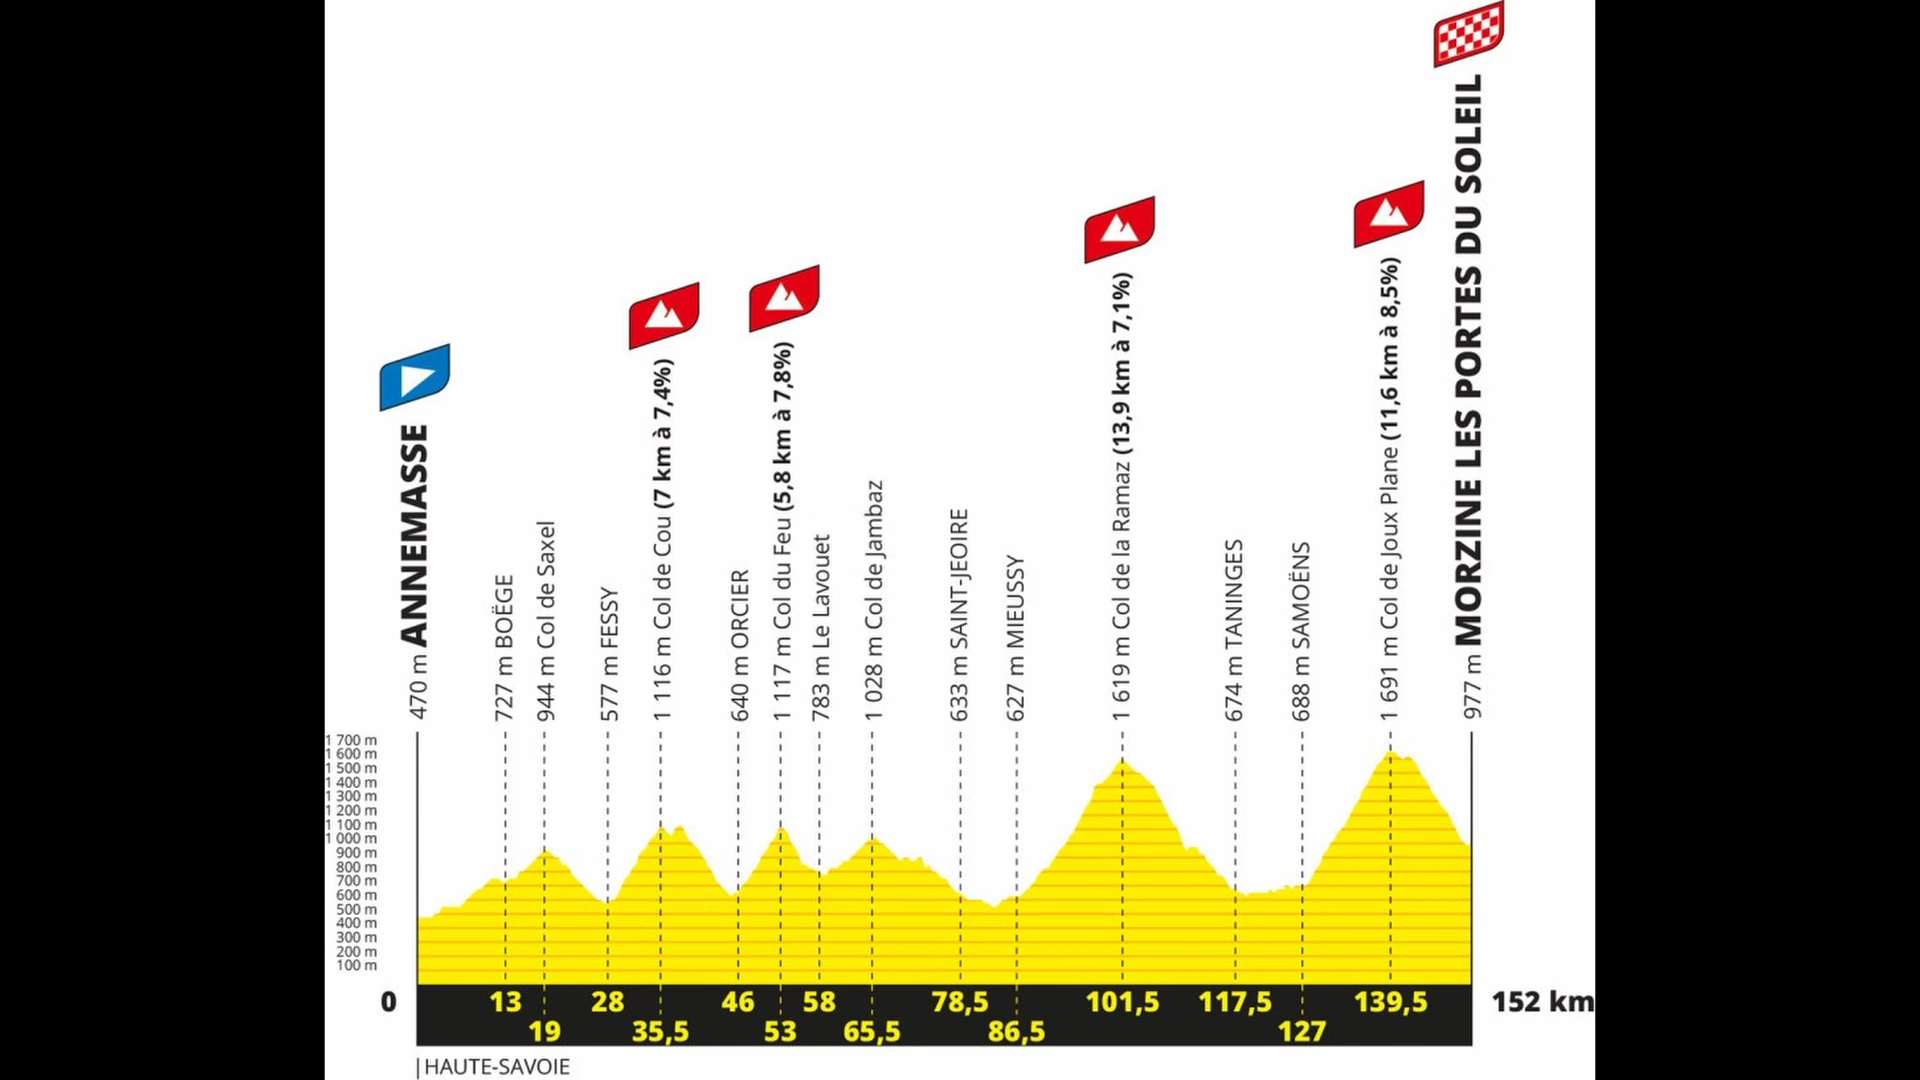 470 m ANNEMASSE
727 m BOËGE
944 m Col de Saxel
577 m FESSY
1 116 m Col de Cou (7 km à 7,4%)
640 m ORCIER
1 117 m Col du Feu (5,8 km à 7,8%)
783 m Le Lavouet
1 028 m Col de Jambaz
633 m SAINT-JEOIRE
627 m MIEUSSY
1 619 m Col de la Ramaz (13,9 km à 7,1%)
674 m TANINGES
688 m SAMOËNS
1 691 m Col de Joux Plane (11,6 km à 8,5%)
977 m MORZINE LES PORTES DU SOLEIL
1 700 m
1 600 m
1 500 m
1 400 m
1 300 m
1 200 m
1 100 m
1 000 m
900 m
800 m
700 m
600 m
500 m
400 m
300 m
200 m
100 m
0 13 28 46 58 78,5 101,5 117,5 139,5 152 km
19 35,5 53 65,5 86,5 127
HAUTE-SAVOIE